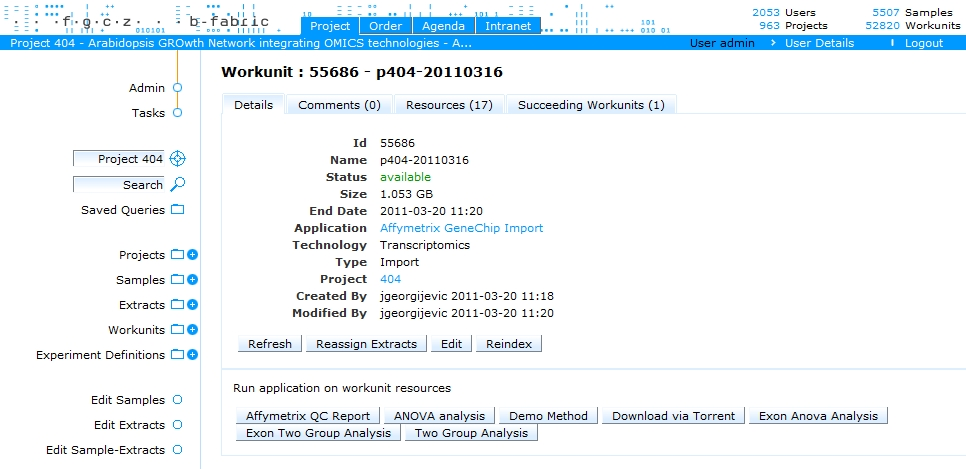 f·g·c·z· · ·b-fabric
Project Order Agenda Intranet
2053 Users 5507 Samples
963 Projects 52820 Workunits
Project 404 - Arabidopsis GROwth Network integrating OMICS technologies - A...
User admin › User Details Logout
Admin
Tasks
Project 404
Search
Saved Queries
Projects
Samples
Extracts
Workunits
Experiment Definitions
Edit Samples
Edit Extracts
Edit Sample-Extracts
Workunit : 55686 - p404-20110316
Details Comments (0) Resources (17) Succeeding Workunits (1)
Id 55686
Name p404-20110316
Status available
Size 1.053 GB
End Date 2011-03-20 11:20
Application Affymetrix GeneChip Import
Technology Transcriptomics
Type Import
Project 404
Created By jgeorgijevic 2011-03-20 11:18
Modified By jgeorgijevic 2011-03-20 11:20
Refresh Reassign Extracts Edit Reindex
Run application on workunit resources
Affymetrix QC Report ANOVA analysis Demo Method Download via Torrent Exon Anova Analysis
Exon Two Group Analysis Two Group Analysis